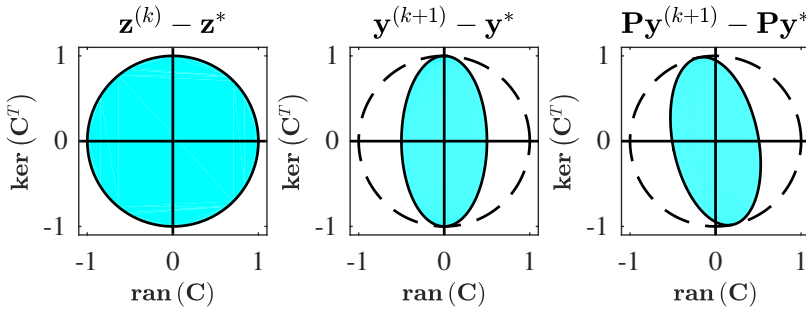 z^(k) − z*
y^(k+1) − y*
Py^(k+1) − Py*
ker (C^T)
1
0
-1
-1 0 1
ran (C)
ker (C^T)
1
0
-1
-1 0 1
ran (C)
ker (C^T)
1
0
-1
-1 0 1
ran (C)